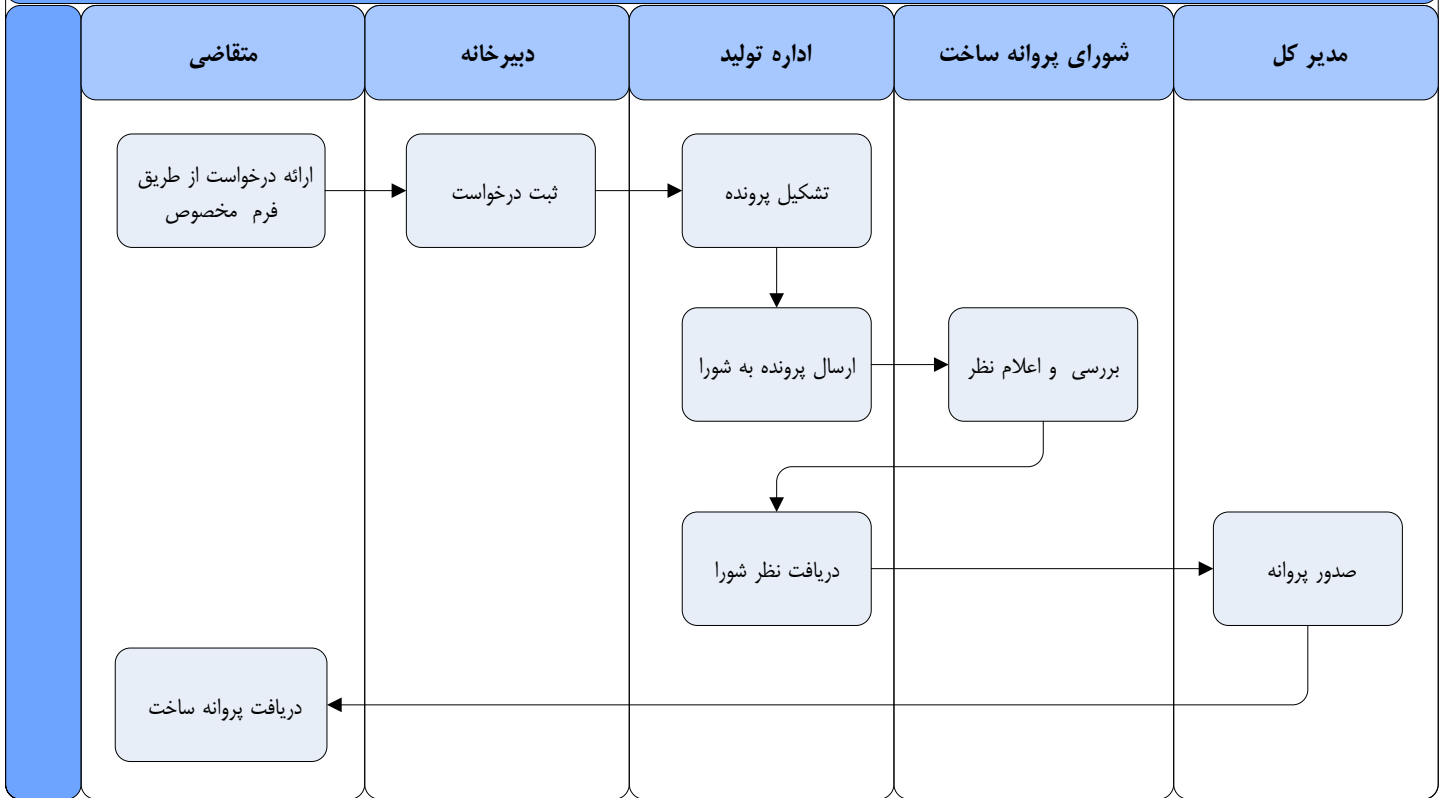 متقاضی
دبیرخانه
اداره تولید
شورای پروانه ساخت
مدیر کل
ارائه درخواست از طریق
فرم مخصوص
ثبت درخواست
تشکیل پرونده
ارسال پرونده به شورا
بررسی و اعلام نظر
دریافت نظر شورا
صدور پروانه
دریافت پروانه ساخت